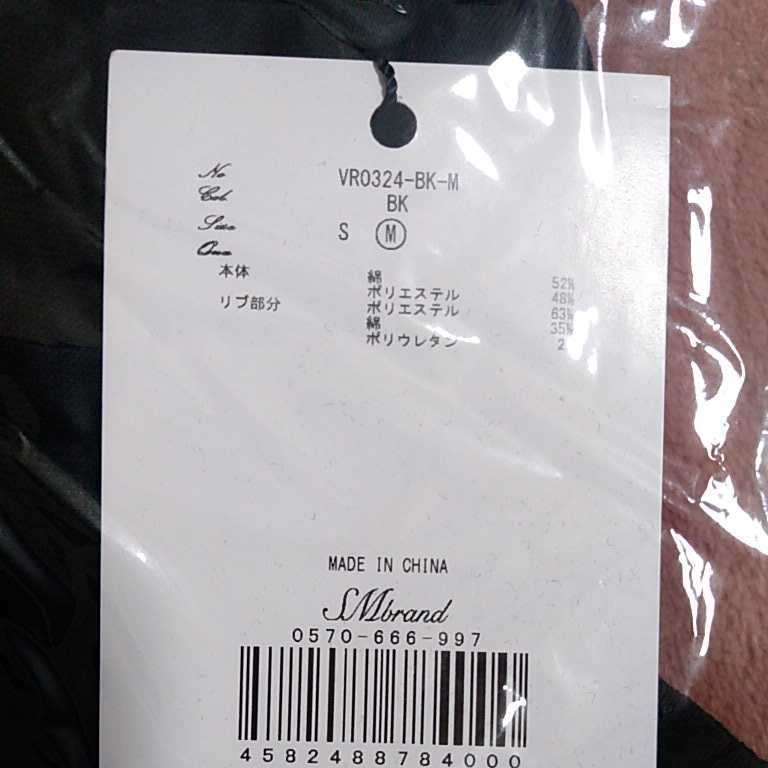 No VR0324-BK-M
Col BK
Size S M
One
本体 綿 52%
ポリエステル 48%
リブ部分 ポリエステル 63%
綿 35%
ポリウレタン 2
MADE IN CHINA
SMbrand
0570-666-997
4582488784000